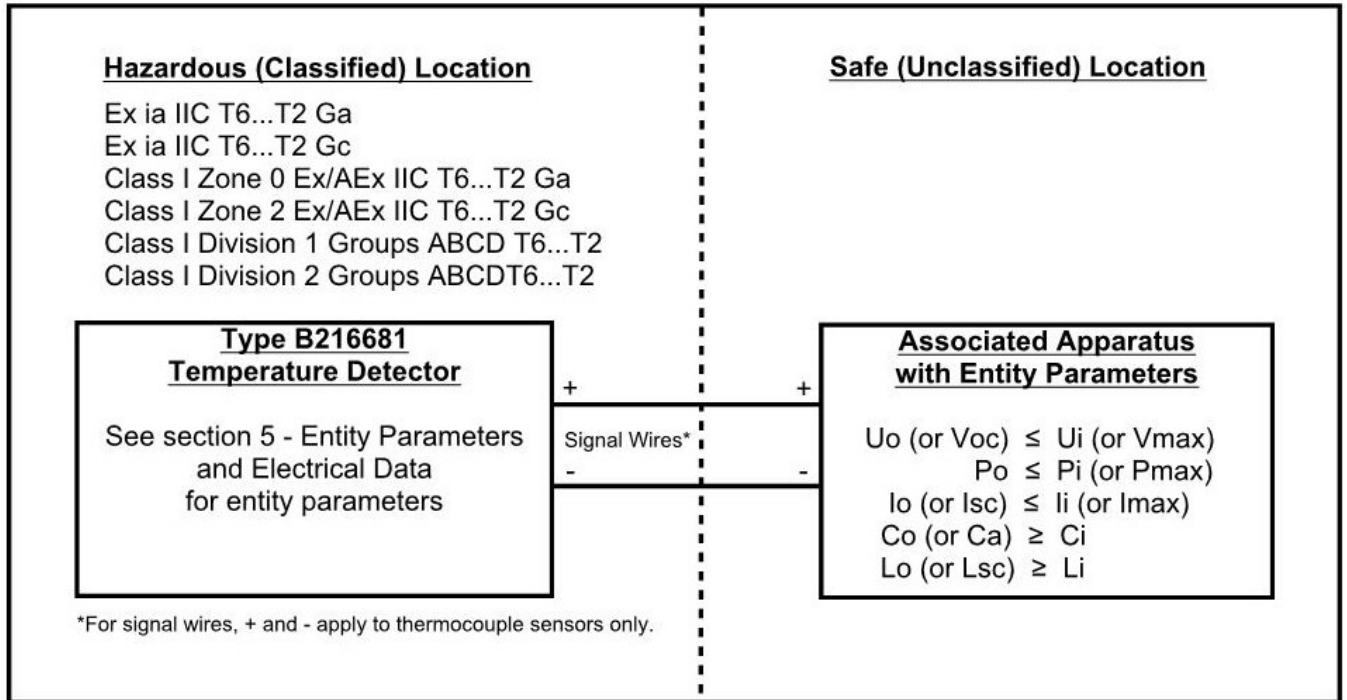 Hazardous (Classified) Location
Ex ia IIC T6...T2 Ga
Ex ia IIC T6...T2 Gc
Class I Zone 0 Ex/AEx IIC T6...T2 Ga
Class I Zone 2 Ex/AEx IIC T6...T2 Gc
Class I Division 1 Groups ABCD T6...T2
Class I Division 2 Groups ABCDT6...T2
Safe (Unclassified) Location
Type B216681
Temperature Detector
See section 5 - Entity Parameters
and Electrical Data
for entity parameters
+
+
Signal Wires*
-
-
Associated Apparatus
with Entity Parameters
Uo (or Voc) ≤ Ui (or Vmax)
Po ≤ Pi (or Pmax)
Io (or Isc) ≤ Ii (or Imax)
Co (or Ca) ≥ Ci
Lo (or Lsc) ≥ Li
*For signal wires, + and - apply to thermocouple sensors only.